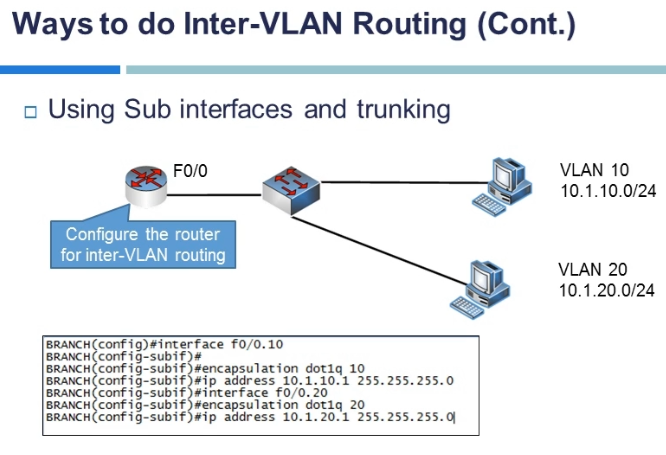 Ways to do Inter-VLAN Routing (Cont.)
Using Sub interfaces and trunking
F0/0
VLAN 10
10.1.10.0/24
Configure the router
for inter-VLAN routing
VLAN 20
10.1.20.0/24
BRANCH(config)#interface f0/0.10
BRANCH(config-subif)#
BRANCH(config-subif)#encapsulation dot1q 10
BRANCH(config-subif)#ip address 10.1.10.1 255.255.255.0
BRANCH(config-subif)#interface f0/0.20
BRANCH(config-subif)#encapsulation dot1q 20
BRANCH(config-subif)#ip address 10.1.20.1 255.255.255.0